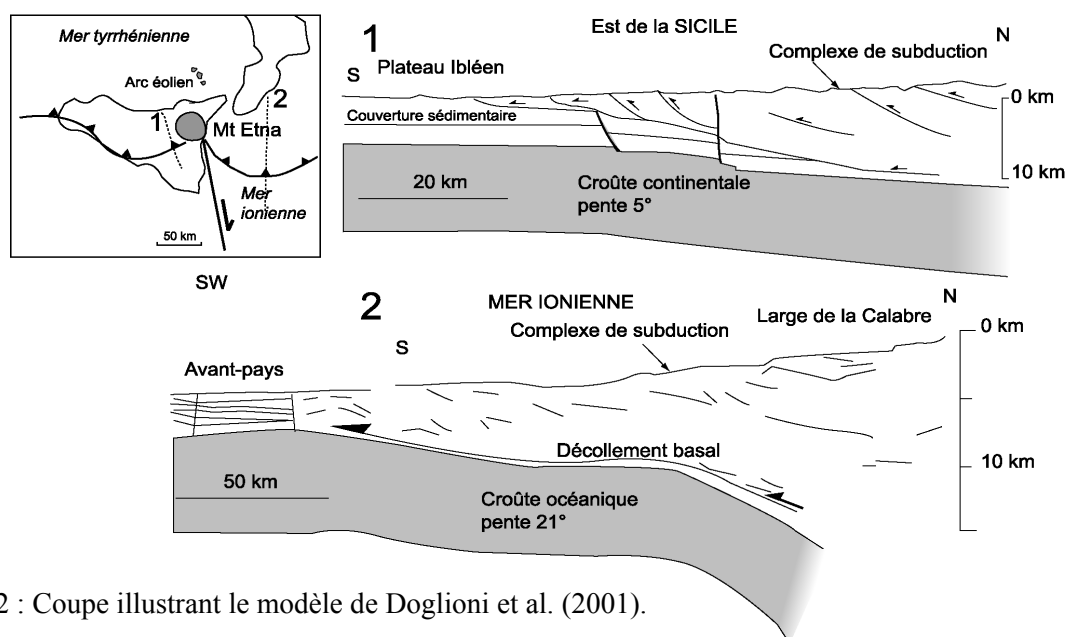 Mer tyrrhénienne
Arc éolien
2
1
Mt Etna
Mer
ionienne
50 km
1
Est de la SICILE
N
S
Plateau Ibléen
Complexe de subduction
0 km
Couverture sédimentaire
10 km
20 km
Croûte continentale
pente 5°
SW
2
MER IONIENNE
N
Complexe de subduction
Large de la Calabre
0 km
S
Avant-pays
Décollement basal
10 km
50 km
Croûte océanique
pente 21°
2 : Coupe illustrant le modèle de Doglioni et al. (2001).